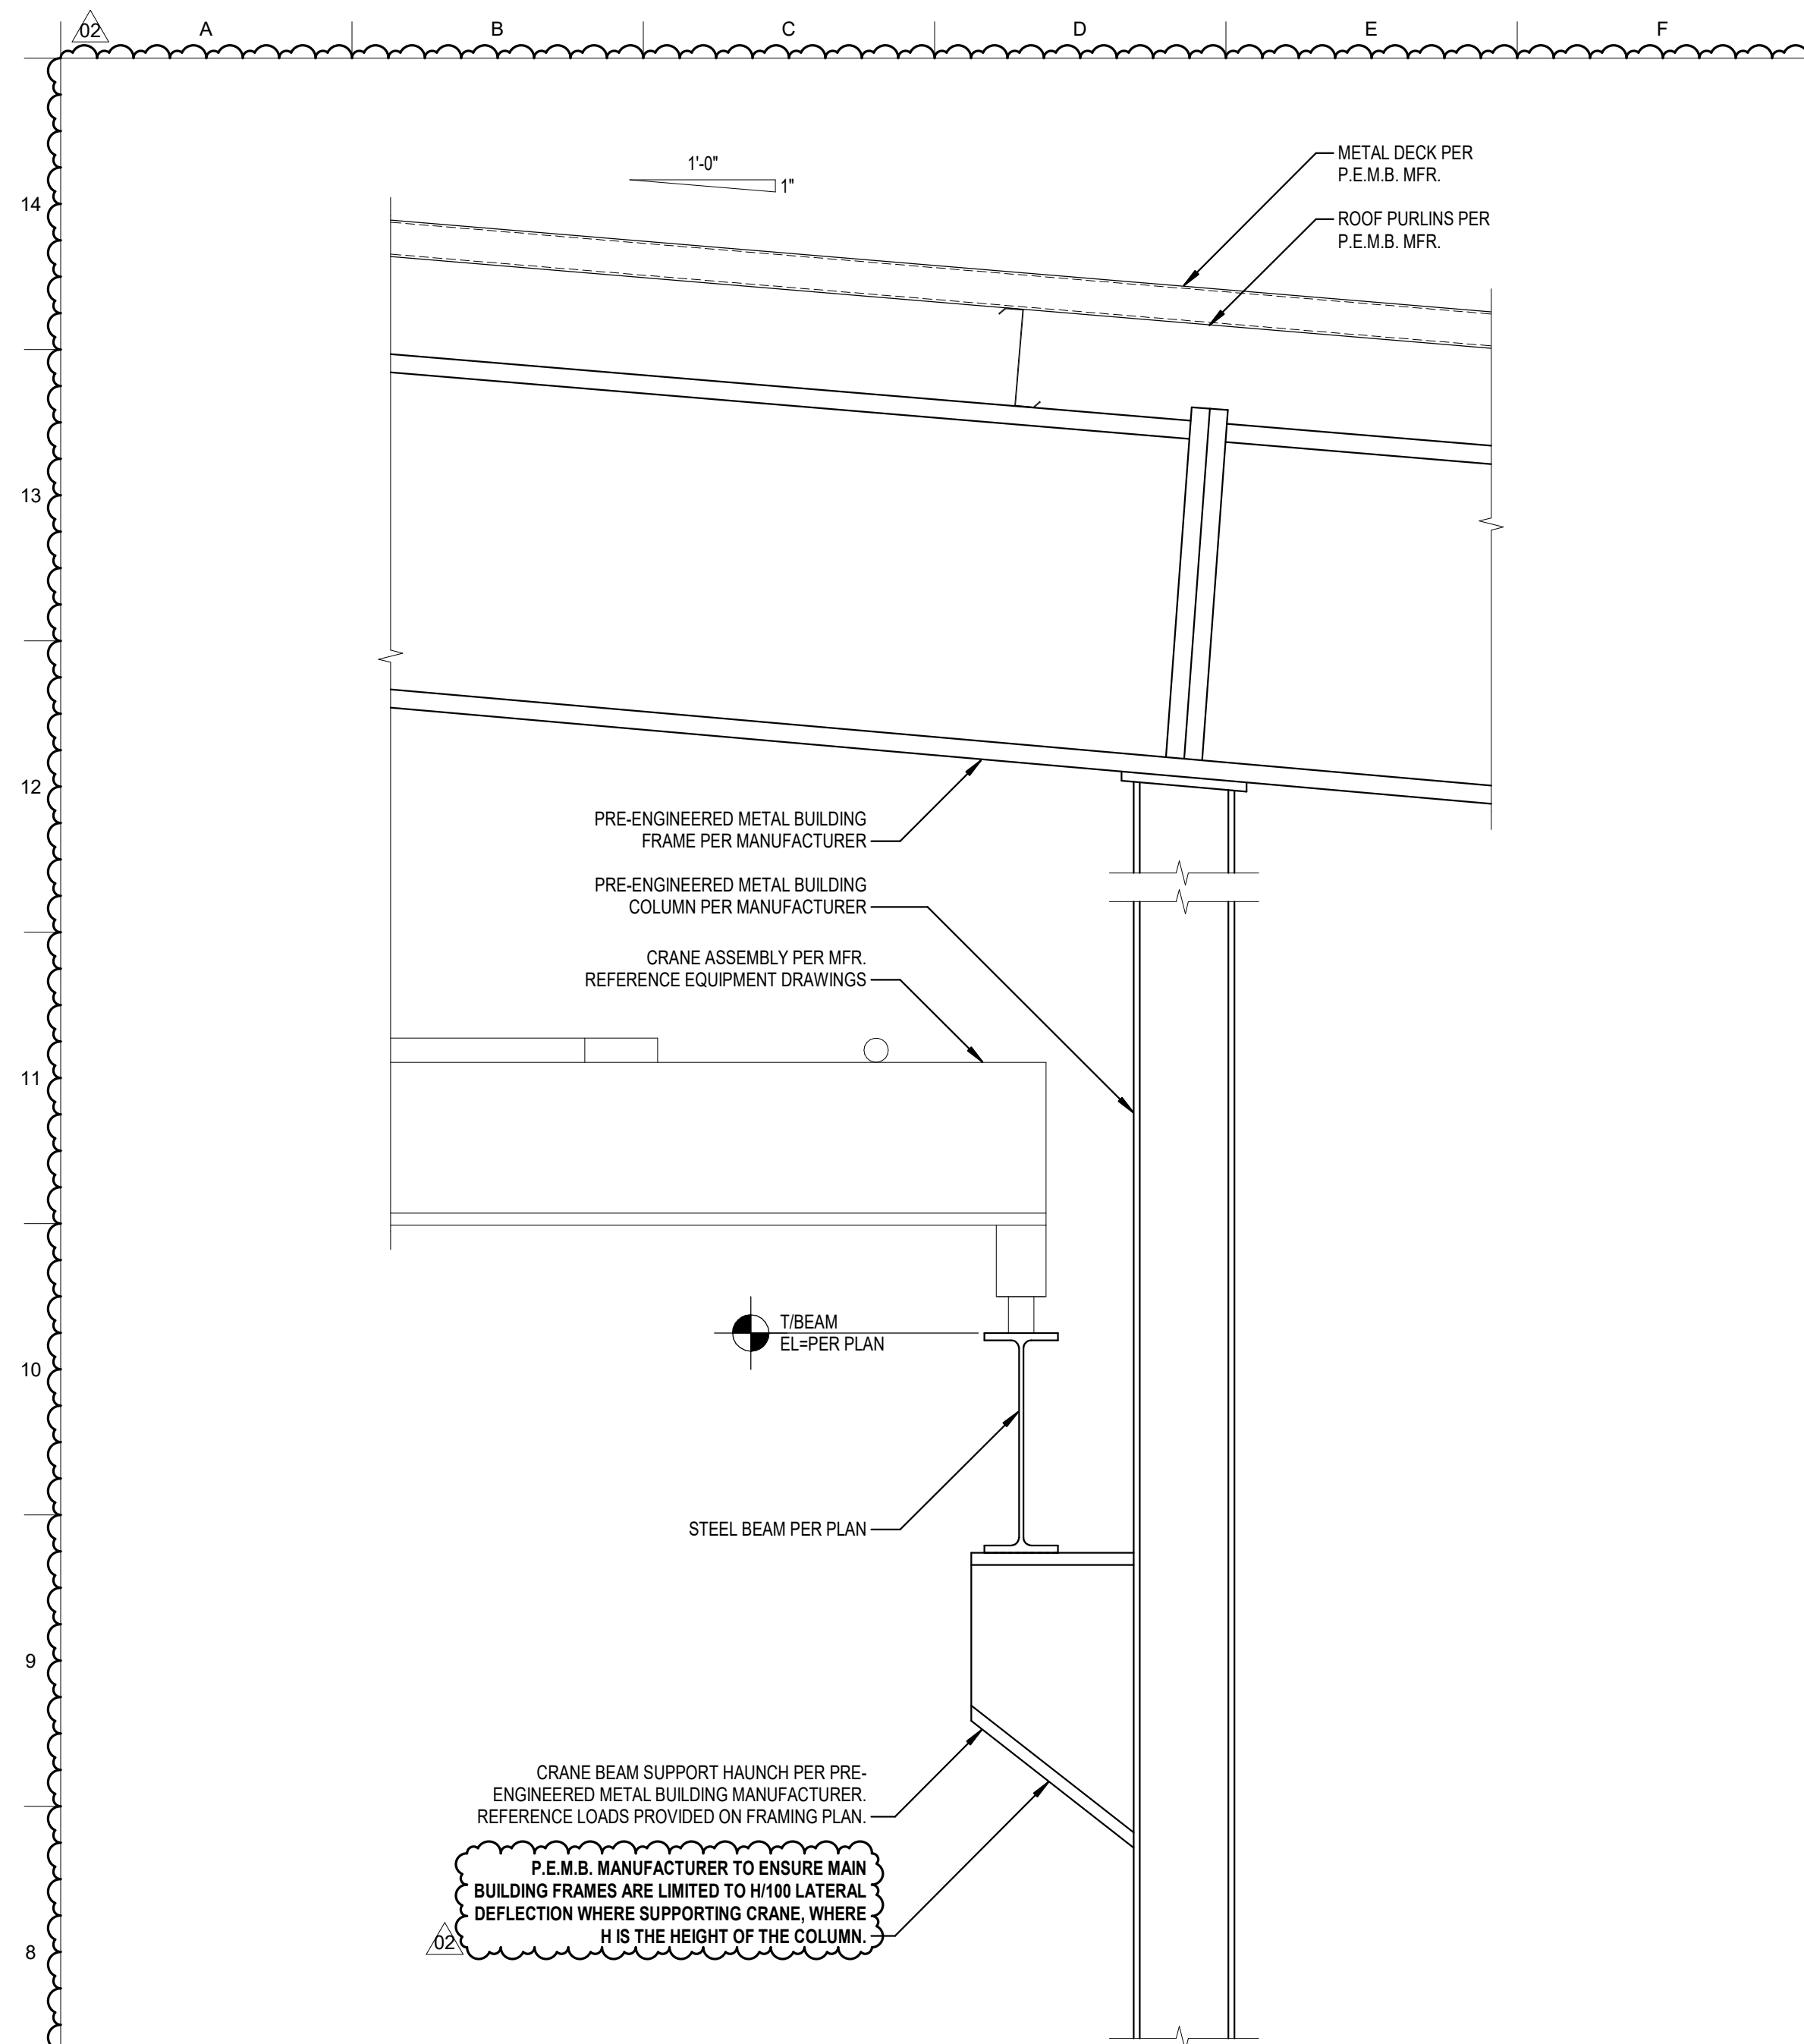 02
A
B
C
D
E
F
14
13
12
11
10
9
8
1'-0"
1"
METAL DECK PER
P.E.M.B. MFR.
ROOF PURLINS PER
P.E.M.B. MFR.
PRE-ENGINEERED METAL BUILDING
FRAME PER MANUFACTURER
PRE-ENGINEERED METAL BUILDING
COLUMN PER MANUFACTURER
CRANE ASSEMBLY PER MFR.
REFERENCE EQUIPMENT DRAWINGS
T/BEAM
EL=PER PLAN
STEEL BEAM PER PLAN
CRANE BEAM SUPPORT HAUNCH PER PRE-
ENGINEERED METAL BUILDING MANUFACTURER.
REFERENCE LOADS PROVIDED ON FRAMING PLAN.
P.E.M.B. MANUFACTURER TO ENSURE MAIN
BUILDING FRAMES ARE LIMITED TO H/100 LATERAL
DEFLECTION WHERE SUPPORTING CRANE, WHERE
H IS THE HEIGHT OF THE COLUMN.
02